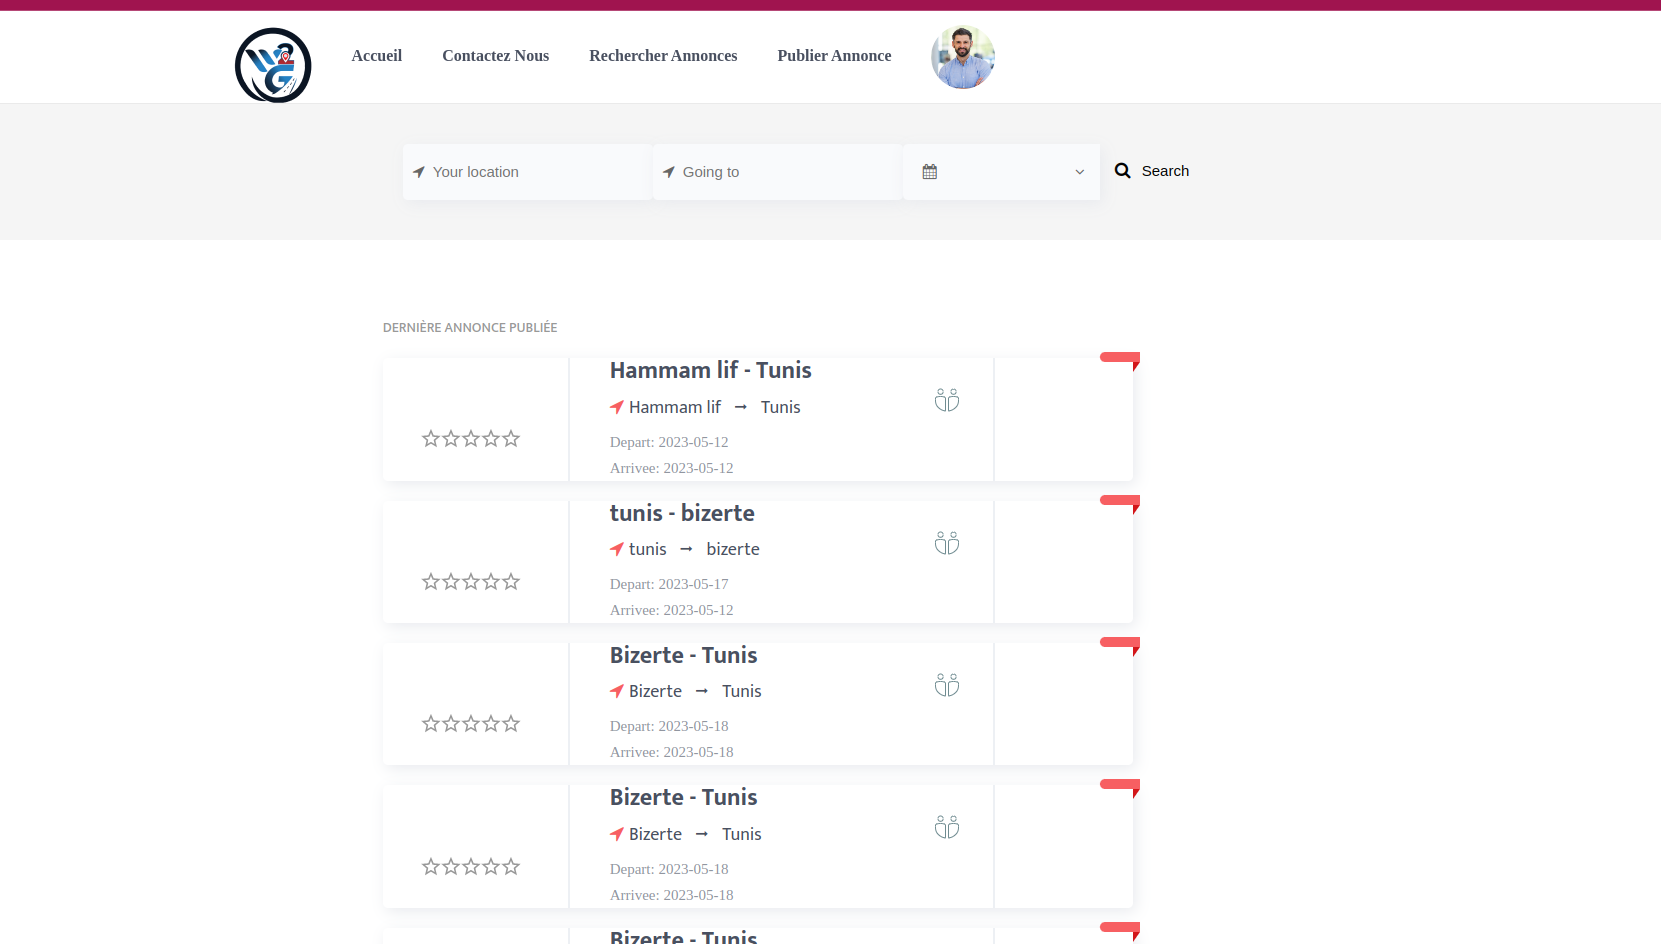 Accueil Contactez Nous Rechercher Annonces Publier Annonce
Your location Going to Search
DERNIÈRE ANNONCE PUBLIÉE
Hammam lif - Tunis
Hammam lif → Tunis
Depart: 2023-05-12
Arrivee: 2023-05-12
tunis - bizerte
tunis → bizerte
Depart: 2023-05-17
Arrivee: 2023-05-12
Bizerte - Tunis
Bizerte → Tunis
Depart: 2023-05-18
Arrivee: 2023-05-18
Bizerte - Tunis
Bizerte → Tunis
Depart: 2023-05-18
Arrivee: 2023-05-18
Bizerte - Tunis